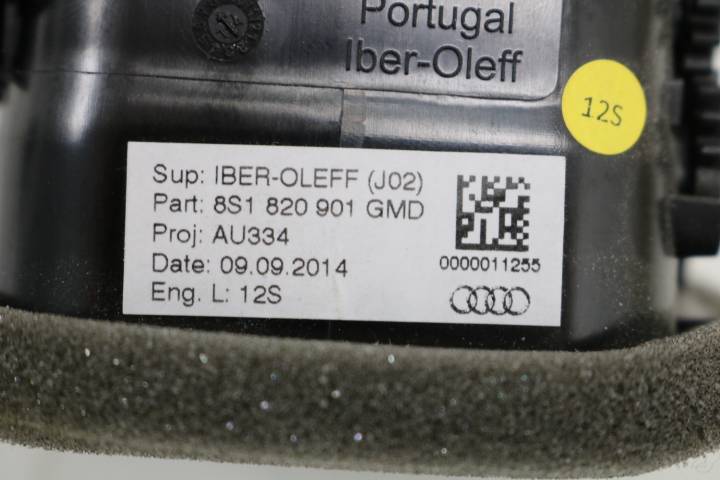 Portugal
Iber-Oleff
12S
Sup: IBER-OLEFF (J02)
Part: 8S1 820 901 GMD
Proj: AU334
Date: 09.09.2014
Eng. L: 12S
0000011255